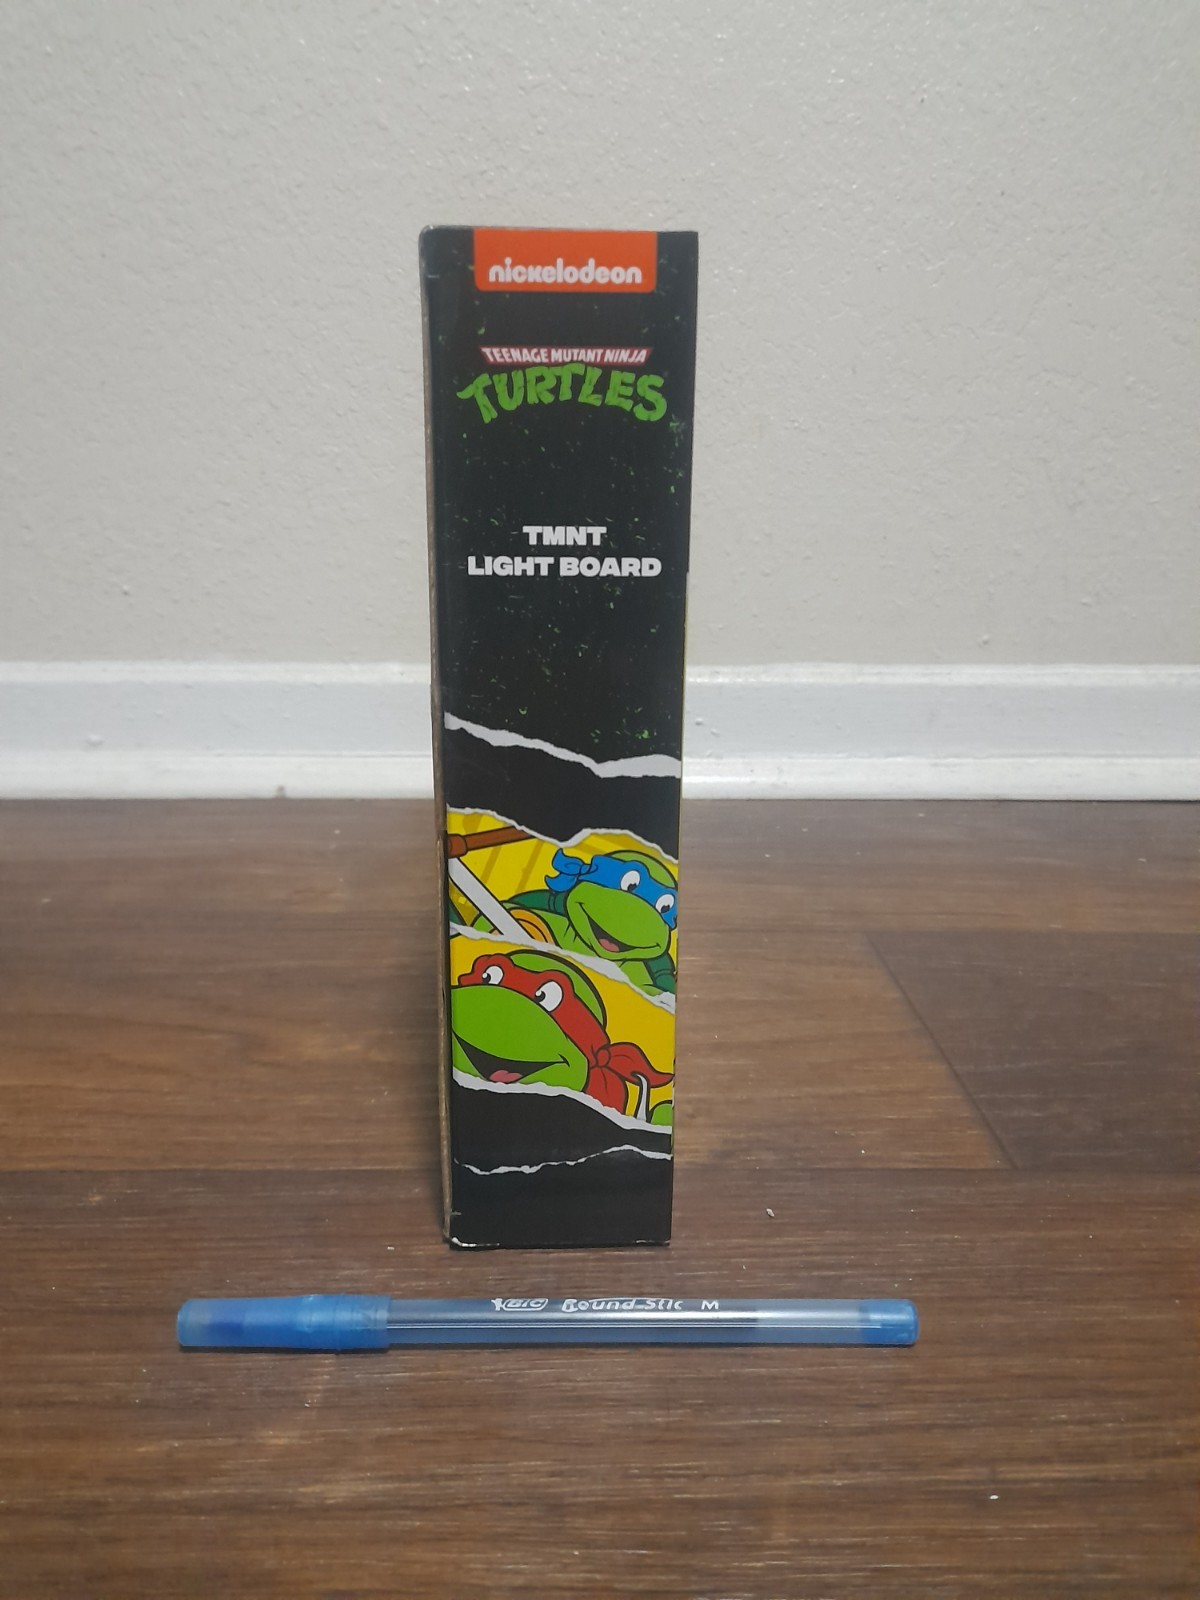 nickelodeon
TEENAGE MUTANT NINJA
TURTLES
TMNT
LIGHT BOARD
BIC Round Stic M